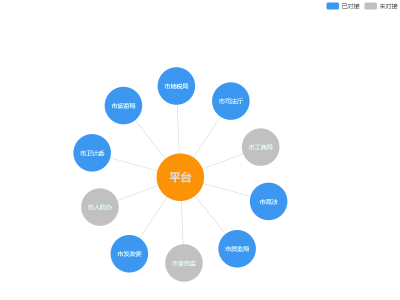 已对接
未对接
市地税局
市旅游局
市司法厅
市卫计委
市工商局
平台
市人防办
市高法
市发改委
市质监局
市食药监